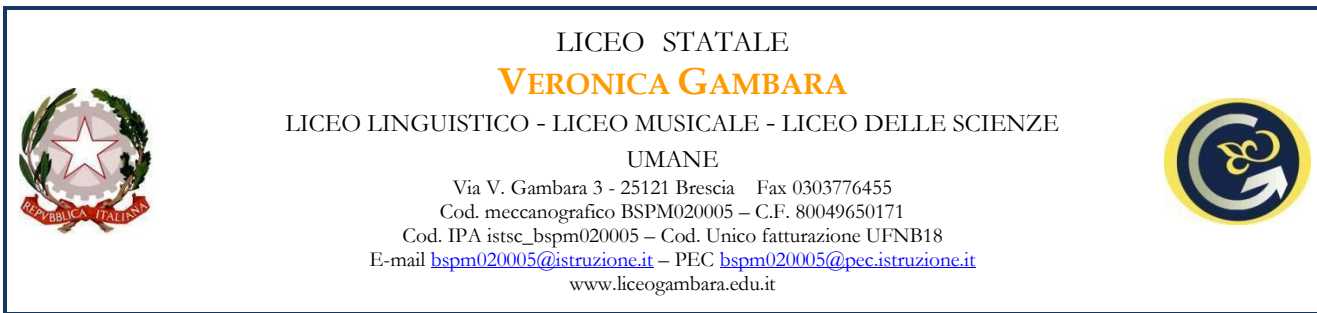 LICEO STATALE
VERONICA GAMBARA
LICEO LINGUISTICO - LICEO MUSICALE - LICEO DELLE SCIENZE
UMANE
Via V. Gambara 3 - 25121 Brescia Fax 0303776455
Cod. meccanografico BSPM020005 – C.F. 80049650171
Cod. IPA istsc_bspm020005 – Cod. Unico fatturazione UFNB18
E-mail bspm020005@istruzione.it – PEC bspm020005@pec.istruzione.it
www.liceogambara.edu.it
REPVBBLICA ITALIANA